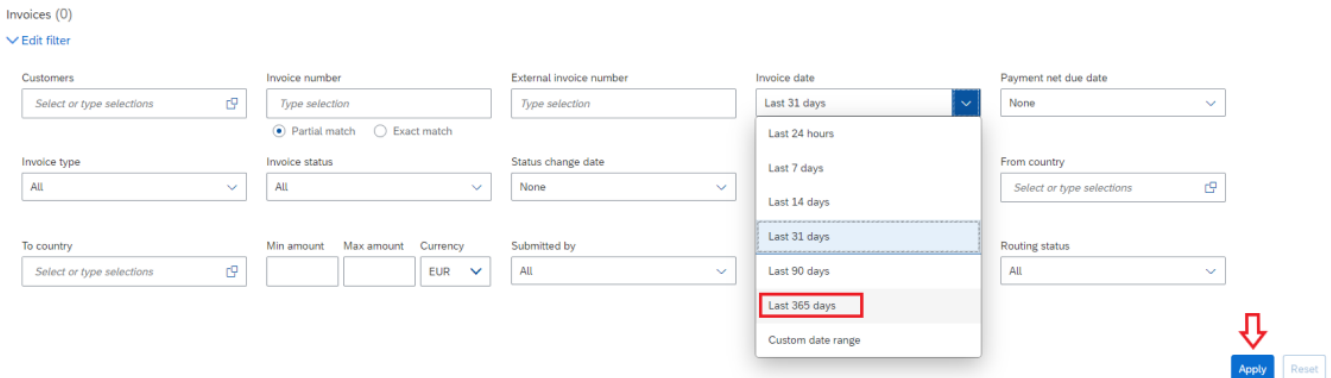 Invoices (0)
Edit filter
Customers
Invoice number
External invoice number
Invoice date
Payment net due date
Select or type selections
Type selection
Type selection
Last 31 days
None
Partial match
Exact match
Last 24 hours
Invoice type
Invoice status
Status change date
Last 7 days
From country
All
All
None
Last 14 days
Select or type selections
Last 31 days
To country
Min amount
Max amount
Currency
Submitted by
Routing status
Select or type selections
EUR
All
Last 90 days
All
Last 365 days
Custom date range
Apply
Reset